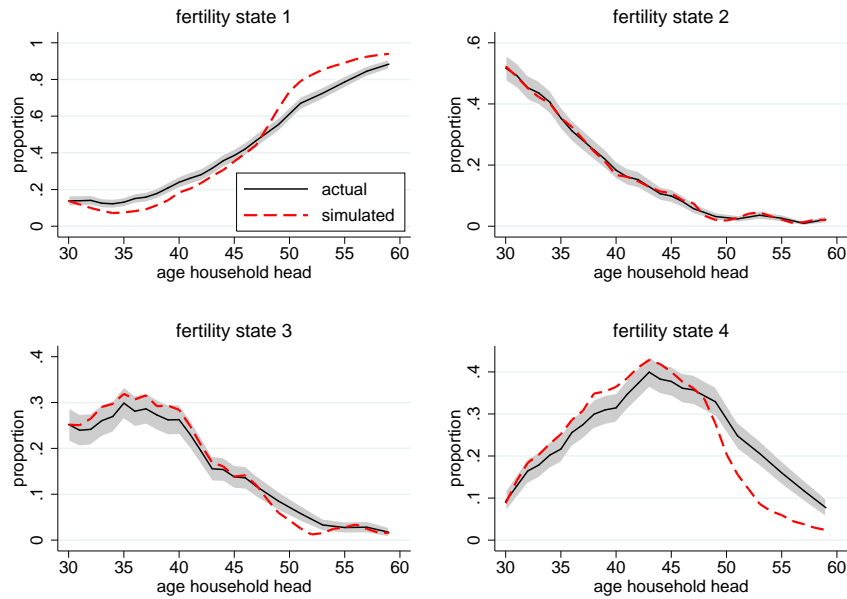 fertility state 1
proportion
0 .2 .4 .6 .8 1
actual
simulated
30 35 40 45 50 55 60
age household head
fertility state 2
proportion
0 .2 .4 .6
30 35 40 45 50 55 60
age household head
fertility state 3
proportion
0 .1 .2 .3 .4
30 35 40 45 50 55 60
age household head
fertility state 4
proportion
0 .1 .2 .3 .4
30 35 40 45 50 55 60
age household head